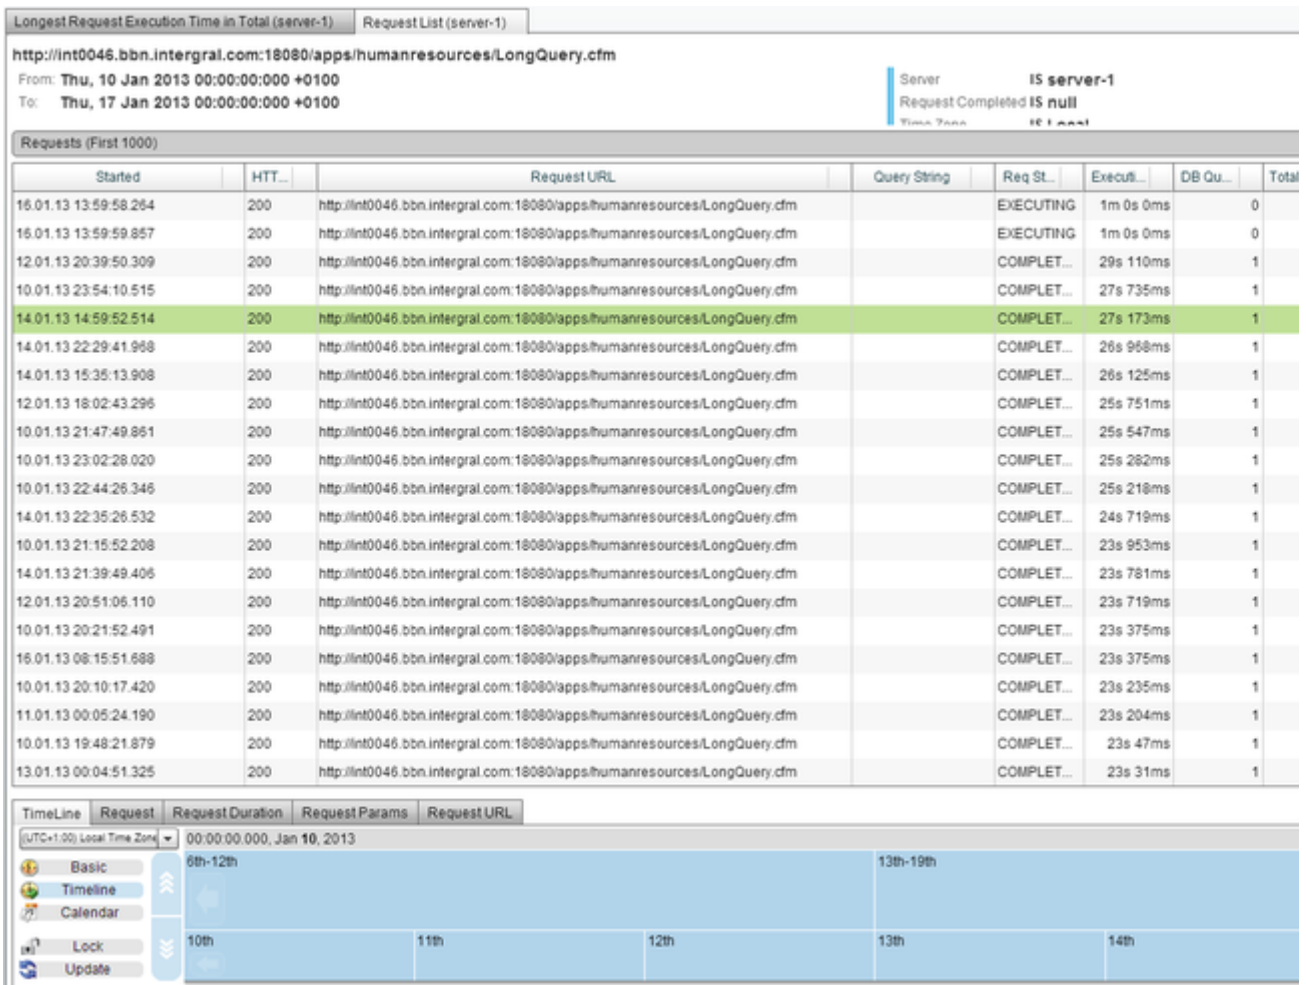 Longest Request Execution Time in Total (server-1) Request List (server-1)
http://int0046.bbn.intergral.com:18080/apps/humanresources/LongQuery.cfm
From: Thu, 10 Jan 2013 00:00:00:000 +0100
To: Thu, 17 Jan 2013 00:00:00:000 +0100
Server IS server-1
Request Completed IS null
Time Zone IS Local
Requests (First 1000)
Started HTT... Request URL Query String Req St... Executi... DB Qu... Total
16.01.13 13:59:58.264 200 http://int0046.bbn.intergral.com:18080/apps/humanresources/LongQuery.cfm EXECUTING 1m 0s 0ms 0
16.01.13 13:59:59.857 200 http://int0046.bbn.intergral.com:18080/apps/humanresources/LongQuery.cfm EXECUTING 1m 0s 0ms 0
12.01.13 20:39:50.309 200 http://int0046.bbn.intergral.com:18080/apps/humanresources/LongQuery.cfm COMPLET... 29s 110ms 1
10.01.13 23:54:10.515 200 http://int0046.bbn.intergral.com:18080/apps/humanresources/LongQuery.cfm COMPLET... 27s 735ms 1
14.01.13 14:59:52.514 200 http://int0046.bbn.intergral.com:18080/apps/humanresources/LongQuery.cfm COMPLET... 27s 173ms 1
14.01.13 22:29:41.968 200 http://int0046.bbn.intergral.com:18080/apps/humanresources/LongQuery.cfm COMPLET... 26s 968ms 1
14.01.13 15:35:13.908 200 http://int0046.bbn.intergral.com:18080/apps/humanresources/LongQuery.cfm COMPLET... 26s 125ms 1
12.01.13 18:02:43.296 200 http://int0046.bbn.intergral.com:18080/apps/humanresources/LongQuery.cfm COMPLET... 25s 751ms 1
10.01.13 21:47:49.861 200 http://int0046.bbn.intergral.com:18080/apps/humanresources/LongQuery.cfm COMPLET... 25s 547ms 1
10.01.13 23:02:28.020 200 http://int0046.bbn.intergral.com:18080/apps/humanresources/LongQuery.cfm COMPLET... 25s 282ms 1
10.01.13 22:44:26.346 200 http://int0046.bbn.intergral.com:18080/apps/humanresources/LongQuery.cfm COMPLET... 25s 218ms 1
14.01.13 22:35:26.532 200 http://int0046.bbn.intergral.com:18080/apps/humanresources/LongQuery.cfm COMPLET... 24s 719ms 1
10.01.13 21:15:52.208 200 http://int0046.bbn.intergral.com:18080/apps/humanresources/LongQuery.cfm COMPLET... 23s 953ms 1
14.01.13 21:39:49.406 200 http://int0046.bbn.intergral.com:18080/apps/humanresources/LongQuery.cfm COMPLET... 23s 781ms 1
12.01.13 20:51:06.110 200 http://int0046.bbn.intergral.com:18080/apps/humanresources/LongQuery.cfm COMPLET... 23s 719ms 1
10.01.13 20:21:52.491 200 http://int0046.bbn.intergral.com:18080/apps/humanresources/LongQuery.cfm COMPLET... 23s 375ms 1
16.01.13 08:15:51.688 200 http://int0046.bbn.intergral.com:18080/apps/humanresources/LongQuery.cfm COMPLET... 23s 375ms 1
10.01.13 20:10:17.420 200 http://int0046.bbn.intergral.com:18080/apps/humanresources/LongQuery.cfm COMPLET... 23s 235ms 1
11.01.13 00:05:24.190 200 http://int0046.bbn.intergral.com:18080/apps/humanresources/LongQuery.cfm COMPLET... 23s 204ms 1
10.01.13 19:48:21.879 200 http://int0046.bbn.intergral.com:18080/apps/humanresources/LongQuery.cfm COMPLET... 23s 47ms 1
13.01.13 00:04:51.325 200 http://int0046.bbn.intergral.com:18080/apps/humanresources/LongQuery.cfm COMPLET... 23s 31ms 1
TimeLine Request Request Duration Request Params Request URL
(UTC+1:00) Local Time Zone 00:00:00.000, Jan 10, 2013
6th-12th 13th-19th
Basic
Timeline
Calendar
10th 11th 12th 13th 14th
Lock
Update